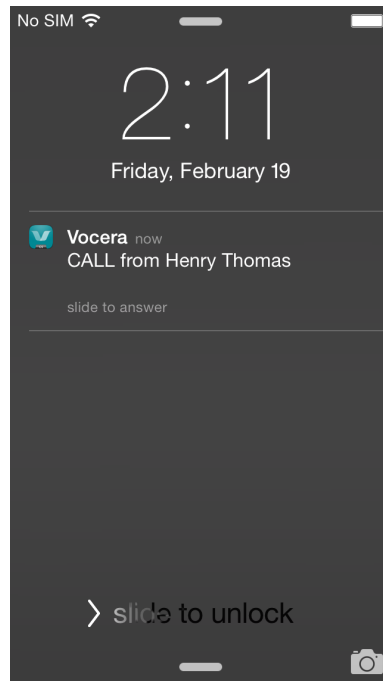 No SIM
2:11
Friday, February 19
Vocera now
CALL from Henry Thomas
slide to answer
slide to unlock